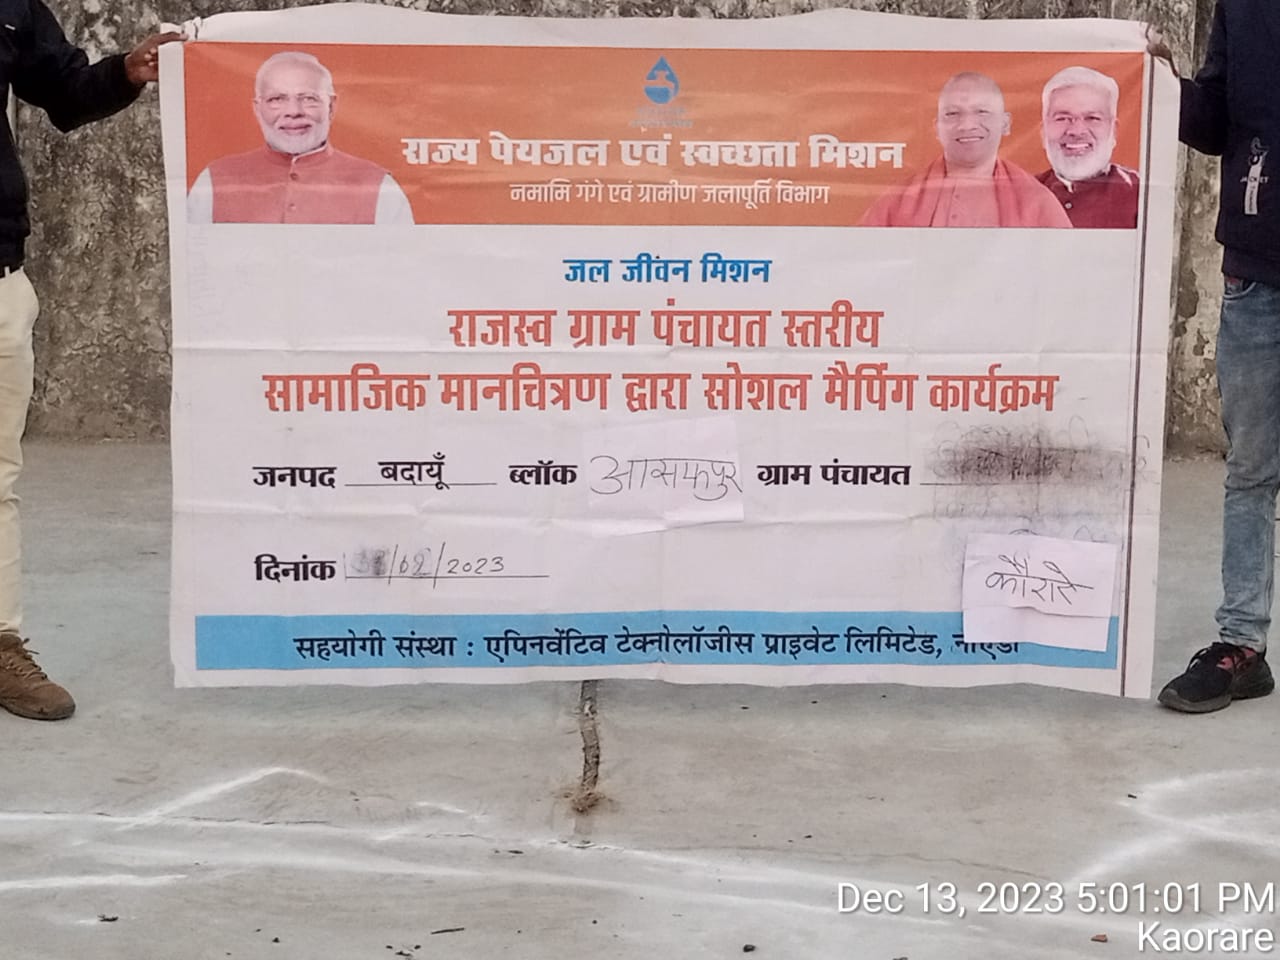 राज्य पेयजल एवं स्वच्छता मिशन
नमामि गंगे एवं ग्रामीण जलापूर्ति विभाग
जल जीवन मिशन
राजस्व ग्राम पंचायत स्तरीय
सामाजिक मानचित्रण द्वारा सोशल मैपिंग कार्यक्रम
जनपद बदायूँ ब्लॉक आसफपुर ग्राम पंचायत
कौरारे
दिनांक /02/2023
सहयोगी संस्था : एपिनवेंटिव टेक्नोलॉजीस प्राइवेट लिमिटेड,
Dec 13, 2023 5:01:01 PM
Kaorare